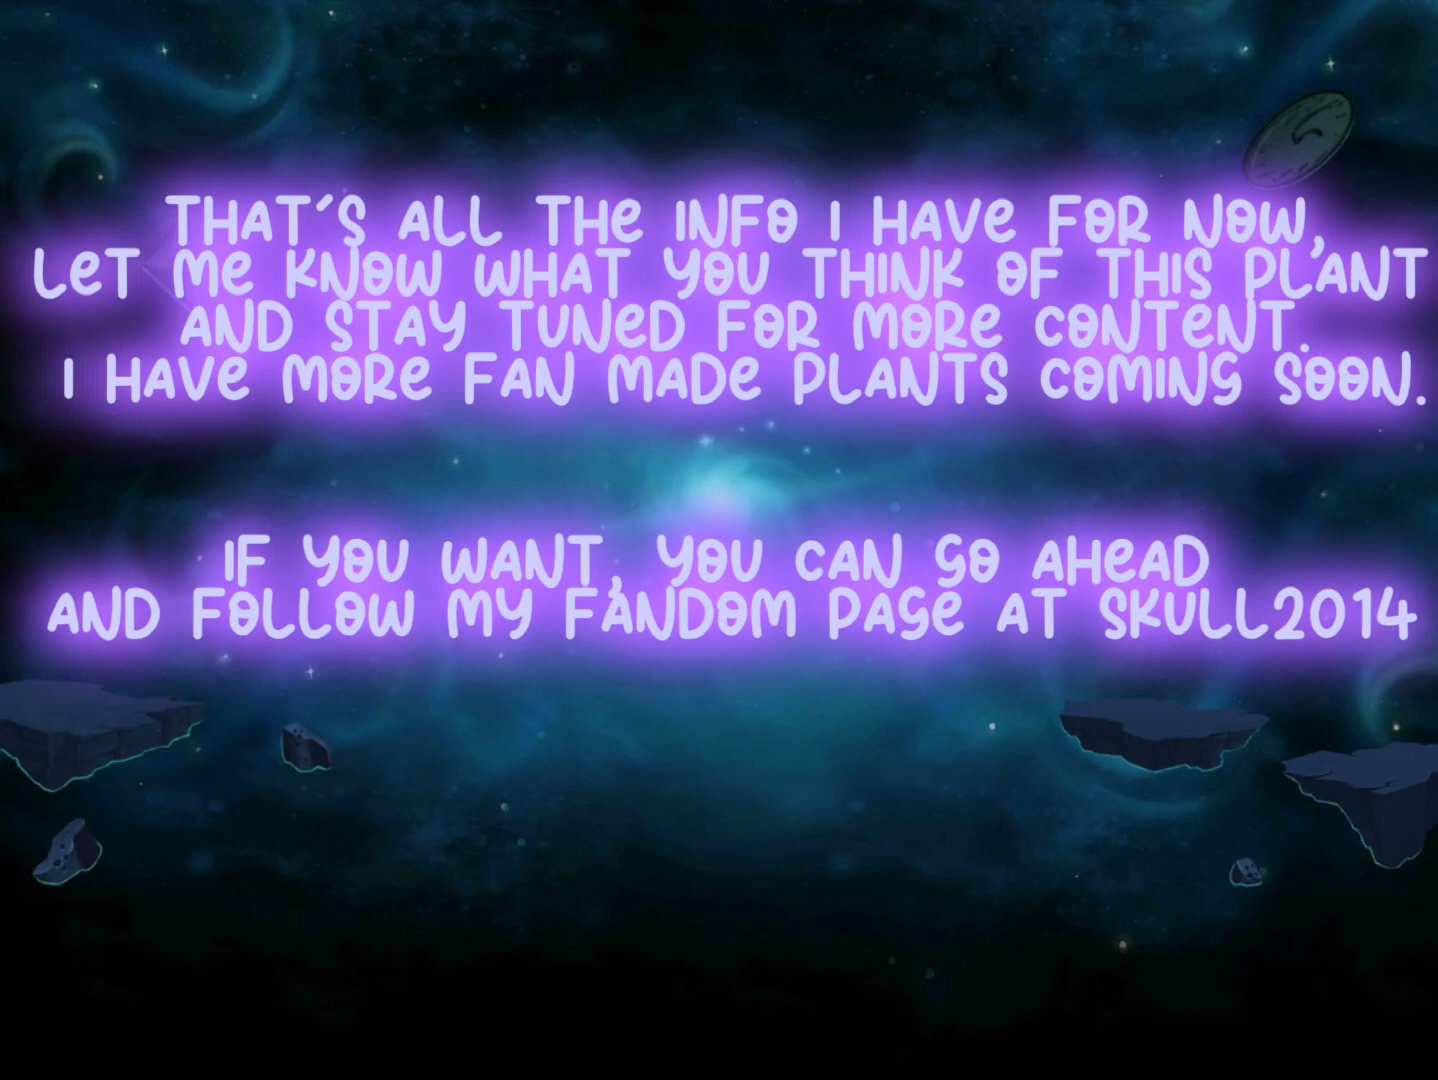 THAT'S ALL THE INFO I HAVE FOR NOW,
LET ME KNOW WHAT YOU THINK OF THIS PLANT
AND STAY TUNED FOR MORE CONTENT.
I HAVE MORE FAN MADE PLANTS COMING SOON.
IF YOU WANT, YOU CAN GO AHEAD
AND FOLLOW MY FANDOM PAGE AT SKULL2014